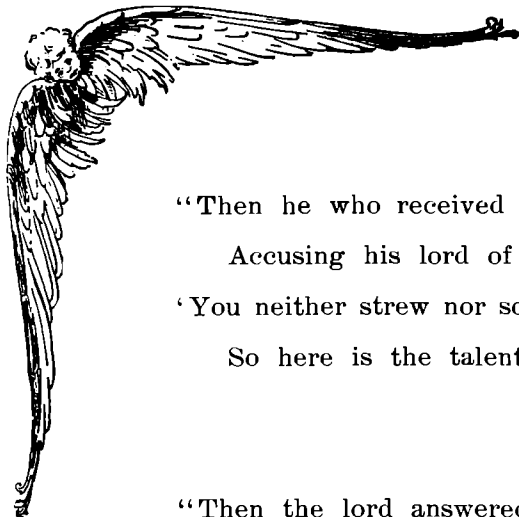 “Then he who received
Accusing his lord of
‘You neither strew nor
So here is the talent
“Then the lord answered